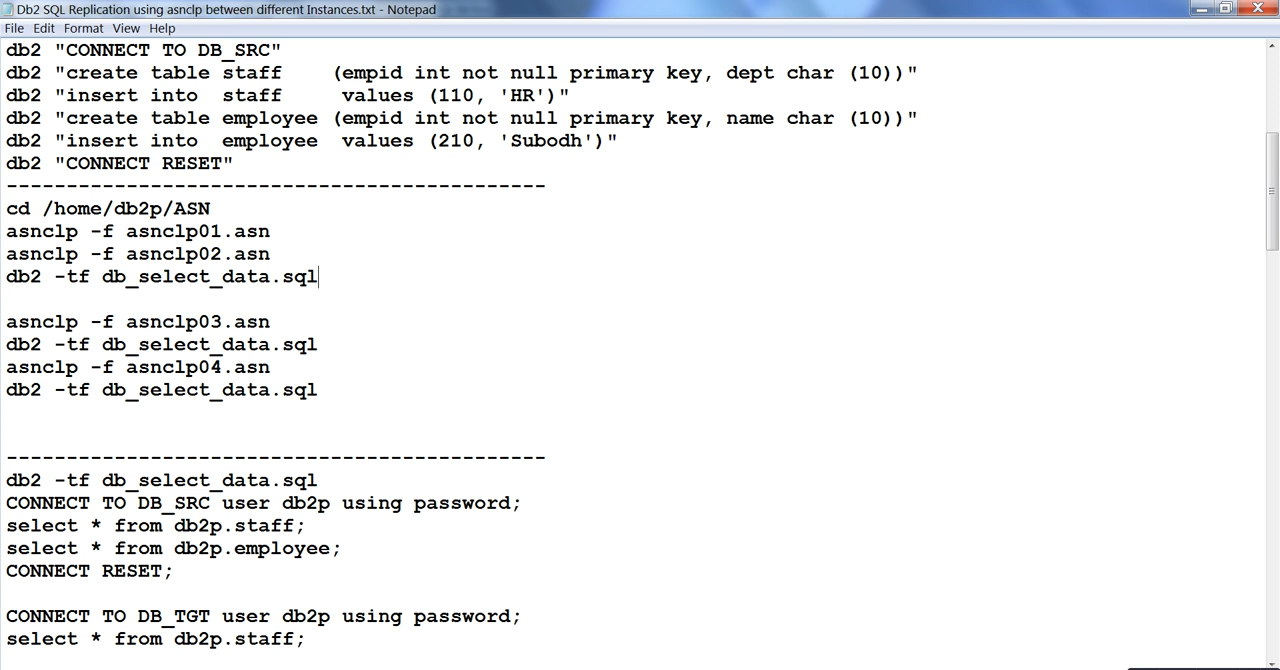 Db2 SQL Replication using asnclp between different Instances.txt - Notepad
File Edit Format View Help
db2 "CONNECT TO DB_SRC"
db2 "create table staff    (empid int not null primary key, dept char (10))"
db2 "insert into  staff     values (110, 'HR')"
db2 "create table employee (empid int not null primary key, name char (10))"
db2 "insert into  employee  values (210, 'Subodh')"
db2 "CONNECT RESET"
---------------------------------------------
cd /home/db2p/ASN
asnclp -f asnclp01.asn
asnclp -f asnclp02.asn
db2 -tf db_select_data.sql
asnclp -f asnclp03.asn
db2 -tf db_select_data.sql
asnclp -f asnclp04.asn
db2 -tf db_select_data.sql
---------------------------------------------
db2 -tf db_select_data.sql
CONNECT TO DB_SRC user db2p using password;
select * from db2p.staff;
select * from db2p.employee;
CONNECT RESET;
CONNECT TO DB_TGT user db2p using password;
select * from db2p.staff;